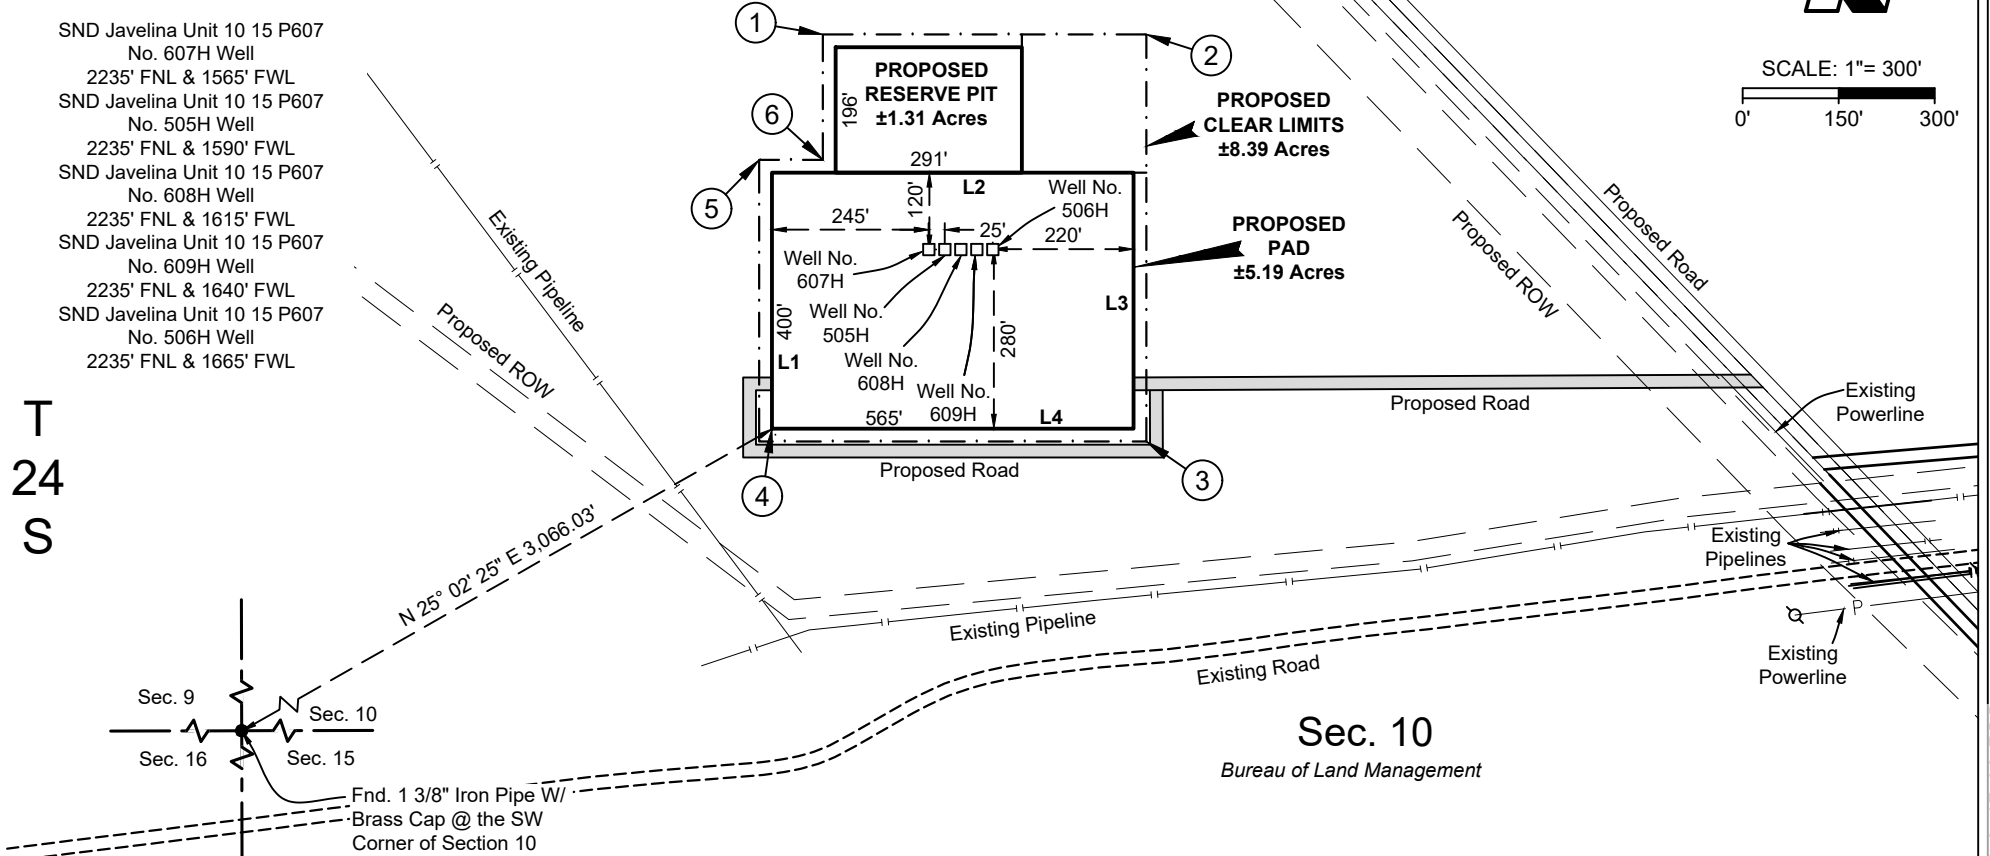 SND Javelina Unit 10 15 P607
No. 607H Well
2235' FNL & 1565' FWL
SND Javelina Unit 10 15 P607
No. 505H Well
2235' FNL & 1590' FWL
SND Javelina Unit 10 15 P607
No. 608H Well
2235' FNL & 1615' FWL
SND Javelina Unit 10 15 P607
No. 609H Well
2235' FNL & 1640' FWL
SND Javelina Unit 10 15 P607
No. 506H Well
2235' FNL & 1665' FWL
T
24
S
1
2
6
5
4
3
PROPOSED
RESERVE PIT
±1.31 Acres
196'
291'
L2
PROPOSED
CLEAR LIMITS
±8.39 Acres
PROPOSED
PAD
±5.19 Acres
Well No.
506H
120'
245'
25'
220'
Well No.
607H
Well No.
505H
Well No.
608H
Well No.
609H
400'
L1
280'
L3
565'
L4
Proposed Road
Proposed Road
Proposed Road
Proposed ROW
Proposed ROW
Existing Pipeline
SCALE: 1"= 300'
0'
150'
300'
Existing
Powerline
Existing
Pipelines
P
Existing
Powerline
Existing Pipeline
Existing Road
N 25° 02' 25" E 3,066.03'
Sec. 9
Sec. 10
Sec. 16
Sec. 15
Sec. 10
Bureau of Land Management
Fnd. 1 3/8" Iron Pipe W/
Brass Cap @ the SW
Corner of Section 10